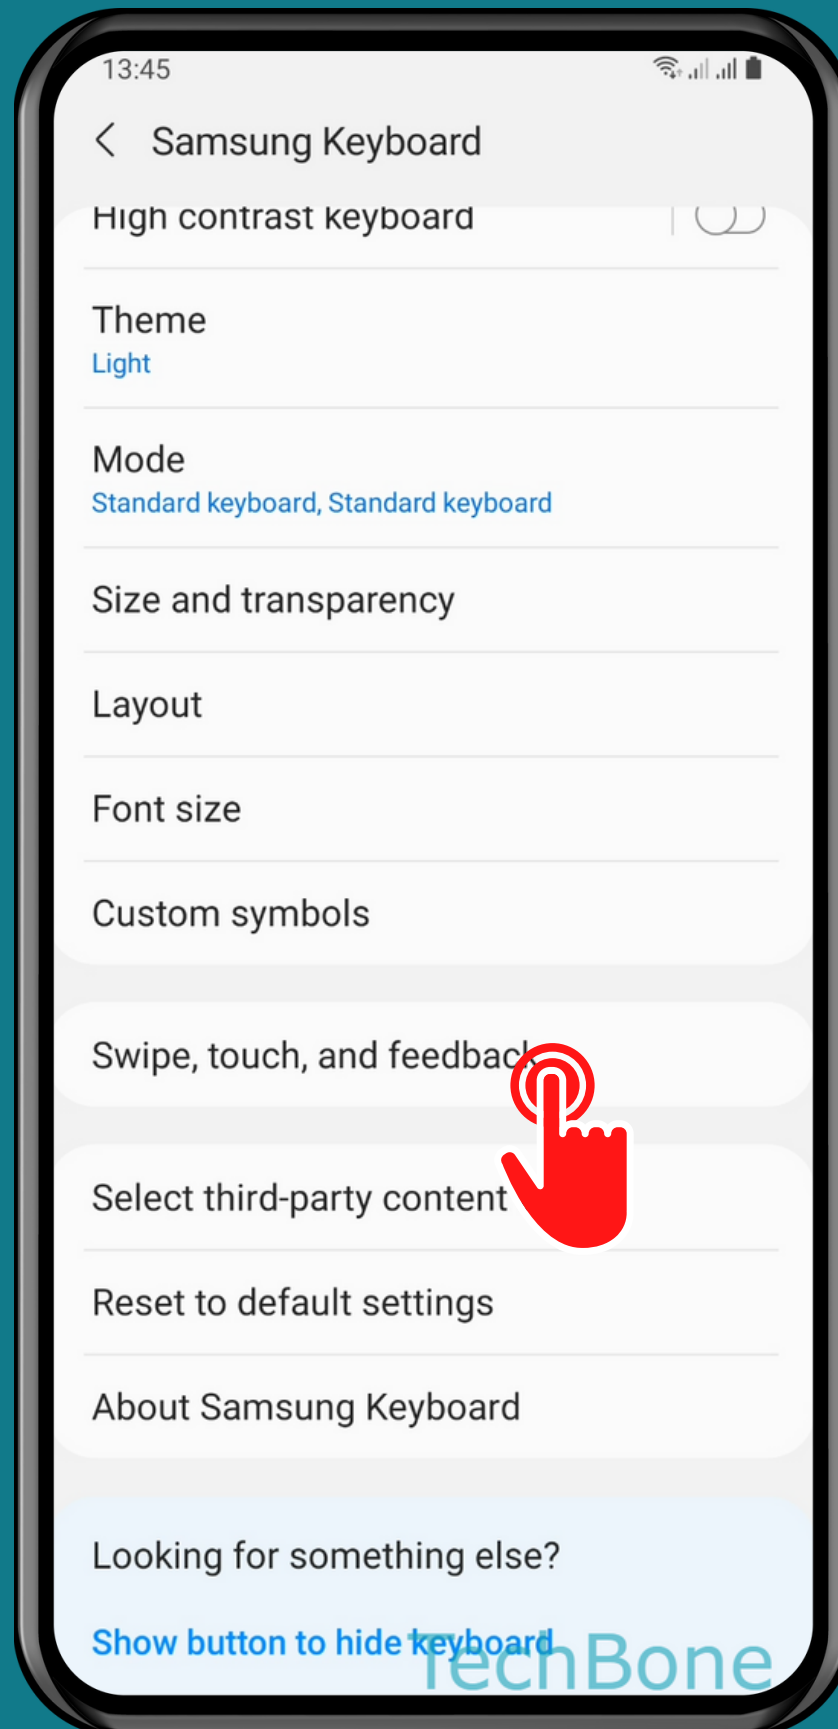 13:45
Samsung Keyboard
High contrast keyboard
Theme
Light
Mode
Standard keyboard, Standard keyboard
Size and transparency
Layout
Font size
Custom symbols
Swipe, touch, and feedback
Select third-party content
Reset to default settings
About Samsung Keyboard
Looking for something else?
Show button to hide keyboard
TechBone